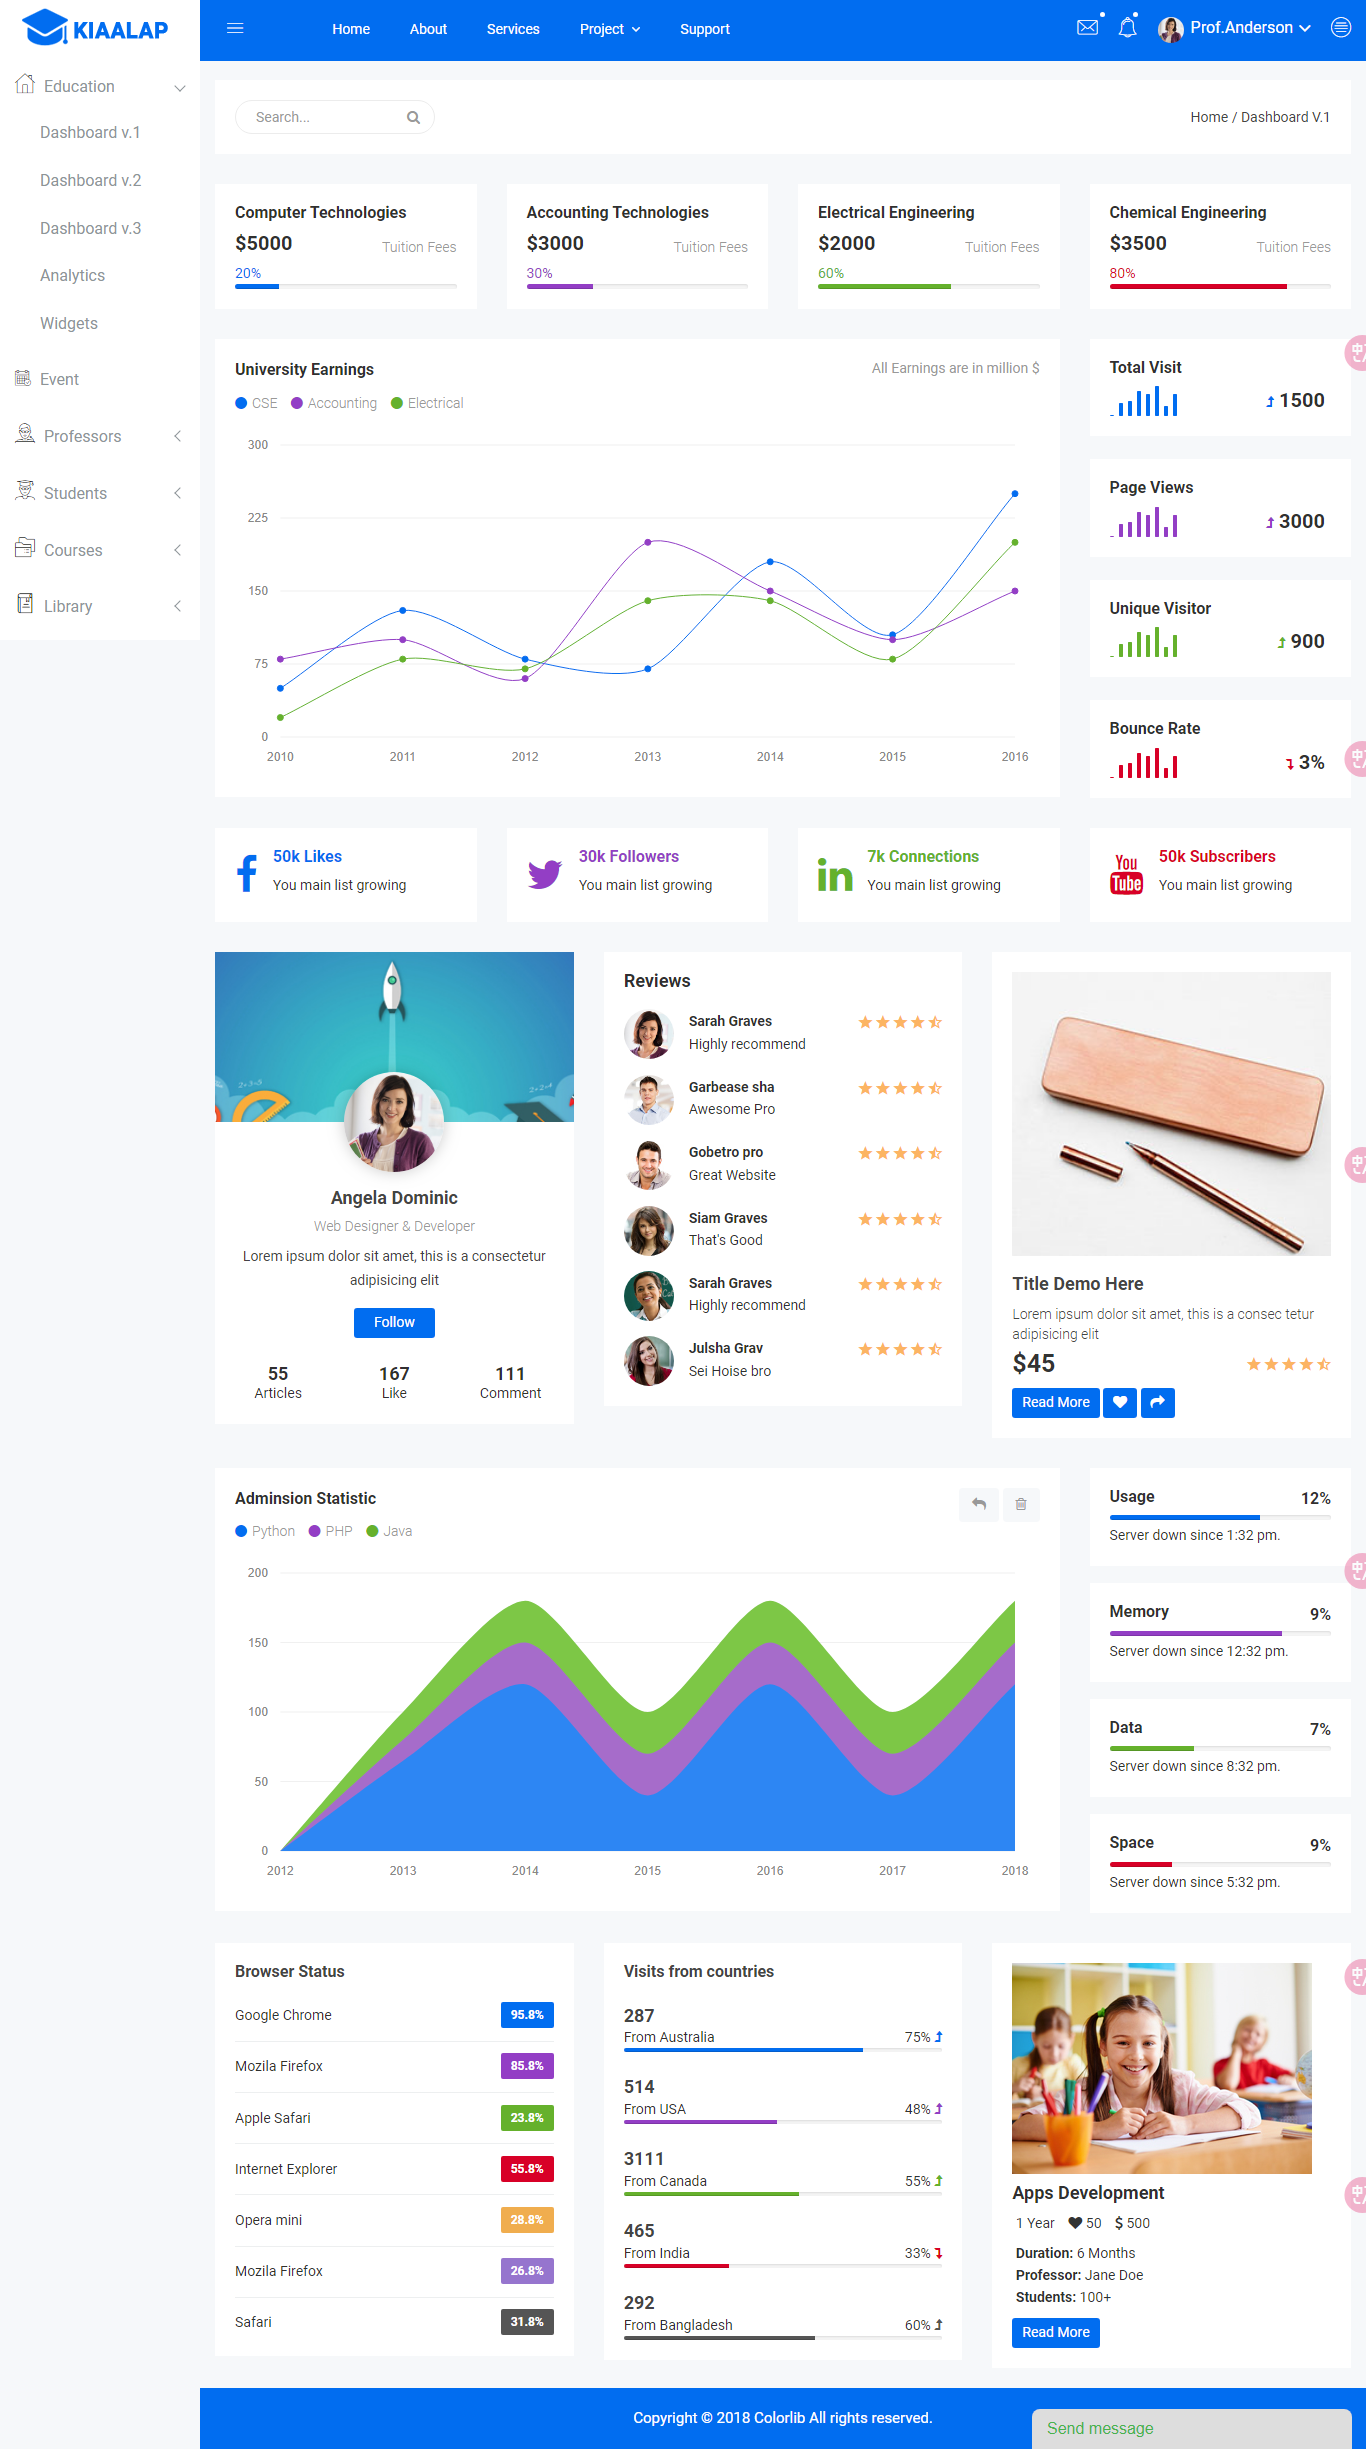 KIAALAP
Home
About
Services
Project
Support
Prof.Anderson
Education
Dashboard v.1
Dashboard v.2
Dashboard v.3
Analytics
Widgets
Event
Professors
Students
Courses
Library
Search...
Home / Dashboard V.1
Computer Technologies
$5000
Tuition Fees
20%
Accounting Technologies
$3000
Tuition Fees
30%
Electrical Engineering
$2000
Tuition Fees
60%
Chemical Engineering
$3500
Tuition Fees
80%
University Earnings
All Earnings are in million $
CSE
Accounting
Electrical
300
225
150
75
0
2010
2011
2012
2013
2014
2015
2016
Total Visit
1500
Page Views
3000
Unique Visitor
900
Bounce Rate
3%
50k Likes
You main list growing
30k Followers
You main list growing
in
7k Connections
You main list growing
You
Tube
50k Subscribers
You main list growing
Angela Dominic
Web Designer & Developer
Lorem ipsum dolor sit amet, this is a consectetur
adipisicing elit
Follow
55
Articles
167
Like
111
Comment
Reviews
Sarah Graves
Highly recommend
Garbease sha
Awesome Pro
Gobetro pro
Great Website
Siam Graves
That's Good
Sarah Graves
Highly recommend
Julsha Grav
Sei Hoise bro
Title Demo Here
Lorem ipsum dolor sit amet, this is a consec tetur
adipisicing elit
$45
Read More
Adminsion Statistic
Python
PHP
Java
200
150
100
50
0
2012
2013
2014
2015
2016
2017
2018
Usage
12%
Server down since 1:32 pm.
Memory
9%
Server down since 12:32 pm.
Data
7%
Server down since 8:32 pm.
Space
9%
Server down since 5:32 pm.
Browser Status
Google Chrome
95.8%
Mozila Firefox
85.8%
Apple Safari
23.8%
Internet Explorer
55.8%
Opera mini
28.8%
Mozila Firefox
26.8%
Safari
31.8%
Visits from countries
287
From Australia
75%
514
From USA
48%
3111
From Canada
55%
465
From India
33%
292
From Bangladesh
60%
Apps Development
1 Year
50
$ 500
Duration: 6 Months
Professor: Jane Doe
Students: 100+
Read More
Copyright © 2018 Colorlib All rights reserved.
Send message